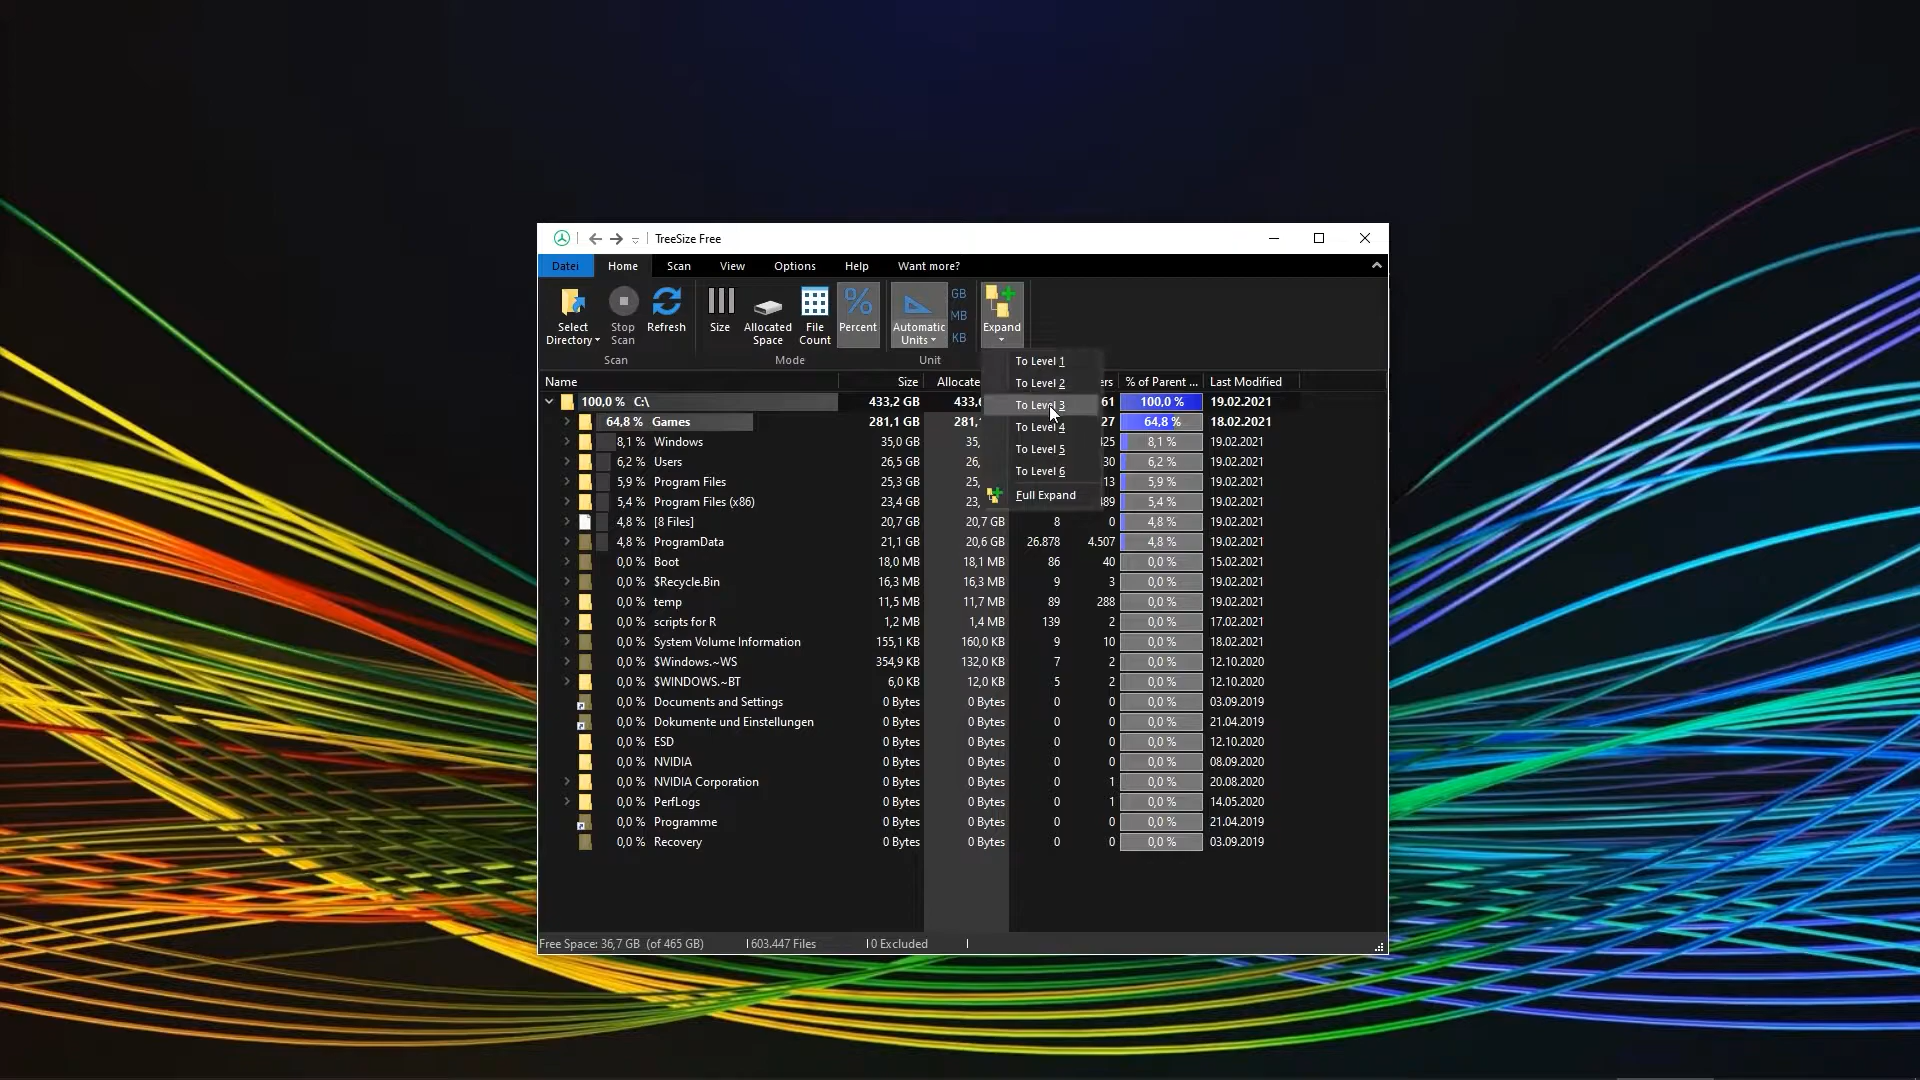 TreeSize Free
Datei Home Scan View Options Help Want more?
Select Directory Stop Scan Refresh Size Allocated Space File Count Percent Automatic Units GB MB KB Expand
Scan Mode Unit
To Level 1
To Level 2
To Level 3
To Level 4
To Level 5
To Level 6
Full Expand
Name Size Allocate ers % of Parent ... Last Modified
100,0 % C:\ 433,2 GB 433,6 61 100,0 % 19.02.2021
64,8 % Games 281,1 GB 281, 27 64,8 % 18.02.2021
8,1 % Windows 35,0 GB 35, 325 8,1 % 19.02.2021
6,2 % Users 26,5 GB 26, 30 6,2 % 19.02.2021
5,9 % Program Files 25,3 GB 25, 13 5,9 % 19.02.2021
5,4 % Program Files (x86) 23,4 GB 23, 489 5,4 % 19.02.2021
4,8 % [8 Files] 20,7 GB 20,7 GB 8 0 4,8 % 19.02.2021
4,8 % ProgramData 21,1 GB 20,6 GB 26.878 4.507 4,8 % 19.02.2021
0,0 % Boot 18,0 MB 18,1 MB 86 40 0,0 % 15.02.2021
0,0 % $Recycle.Bin 16,3 MB 16,3 MB 9 3 0,0 % 19.02.2021
0,0 % temp 11,5 MB 11,7 MB 89 288 0,0 % 19.02.2021
0,0 % scripts for R 1,2 MB 1,4 MB 139 2 0,0 % 17.02.2021
0,0 % System Volume Information 155,1 KB 160,0 KB 9 10 0,0 % 18.02.2021
0,0 % $Windows.~WS 354,9 KB 132,0 KB 7 2 0,0 % 12.10.2020
0,0 % $WINDOWS.~BT 6,0 KB 12,0 KB 5 2 0,0 % 12.10.2020
0,0 % Documents and Settings 0 Bytes 0 Bytes 0 0 0,0 % 03.09.2019
0,0 % Dokumente und Einstellungen 0 Bytes 0 Bytes 0 0 0,0 % 21.04.2019
0,0 % ESD 0 Bytes 0 Bytes 0 0 0,0 % 12.10.2020
0,0 % NVIDIA 0 Bytes 0 Bytes 0 0 0,0 % 08.09.2020
0,0 % NVIDIA Corporation 0 Bytes 0 Bytes 0 1 0,0 % 20.08.2020
0,0 % PerfLogs 0 Bytes 0 Bytes 0 1 0,0 % 14.05.2020
0,0 % Programme 0 Bytes 0 Bytes 0 0 0,0 % 21.04.2019
0,0 % Recovery 0 Bytes 0 Bytes 0 0 0,0 % 03.09.2019
Free Space: 36,7 GB (of 465 GB) 603.447 Files 0 Excluded